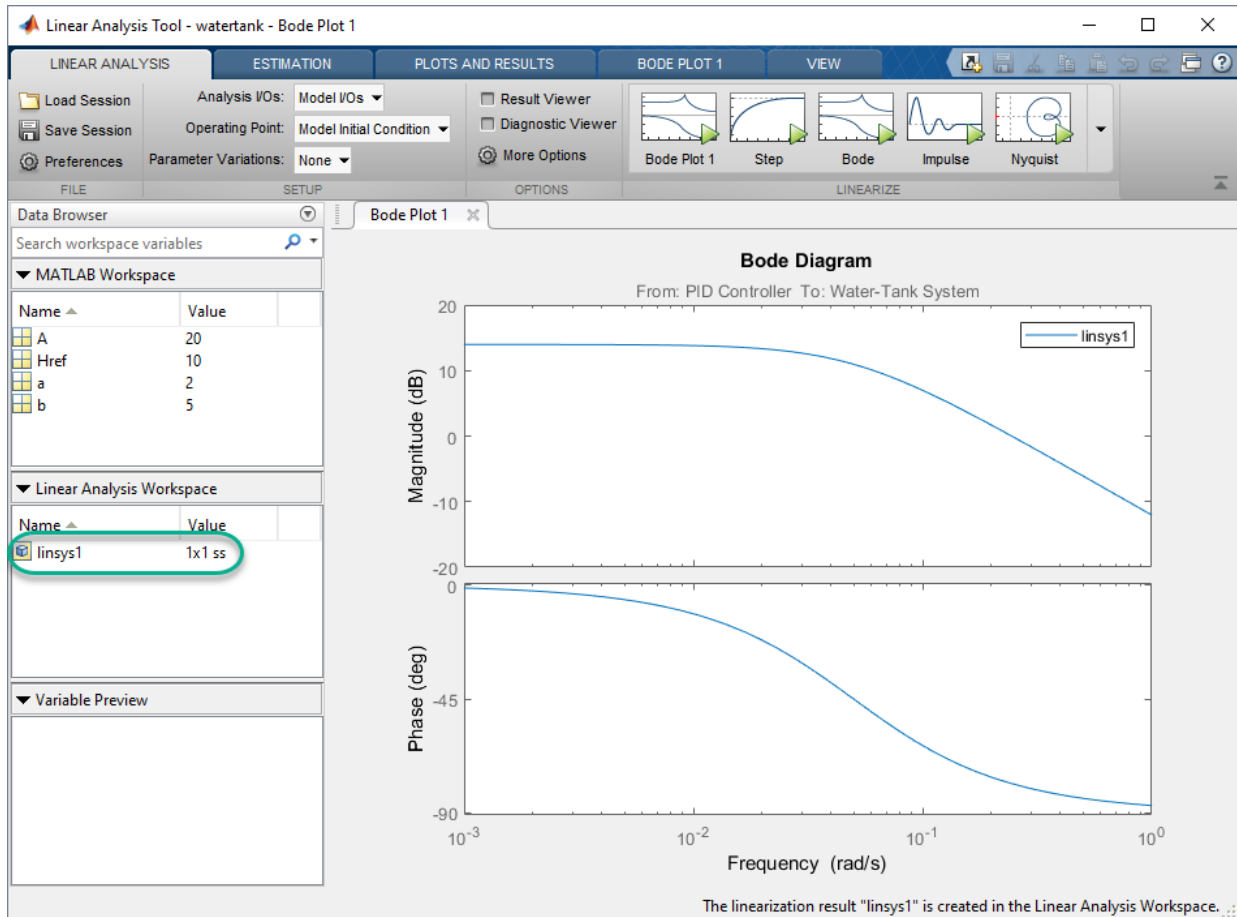 Linear Analysis Tool - watertank - Bode Plot 1
LINEAR ANALYSIS ESTIMATION PLOTS AND RESULTS BODE PLOT 1 VIEW
Load Session
Save Session
Preferences
FILE
Analysis I/Os: Model I/Os
Operating Point: Model Initial Condition
Parameter Variations: None
SETUP
Result Viewer
Diagnostic Viewer
More Options
OPTIONS
Bode Plot 1 Step Bode Impulse Nyquist
LINEARIZE
Data Browser
Search workspace variables
MATLAB Workspace
Name Value
A 20
Href 10
a 2
b 5
Linear Analysis Workspace
Name Value
linsys1 1x1 ss
Variable Preview
Bode Plot 1
Bode Diagram
From: PID Controller To: Water-Tank System
linsys1
Magnitude (dB)
20
10
0
-10
-20
Phase (deg)
0
-45
-90
10^-3 10^-2 10^-1 10^0
Frequency (rad/s)
The linearization result "linsys1" is created in the Linear Analysis Workspace.